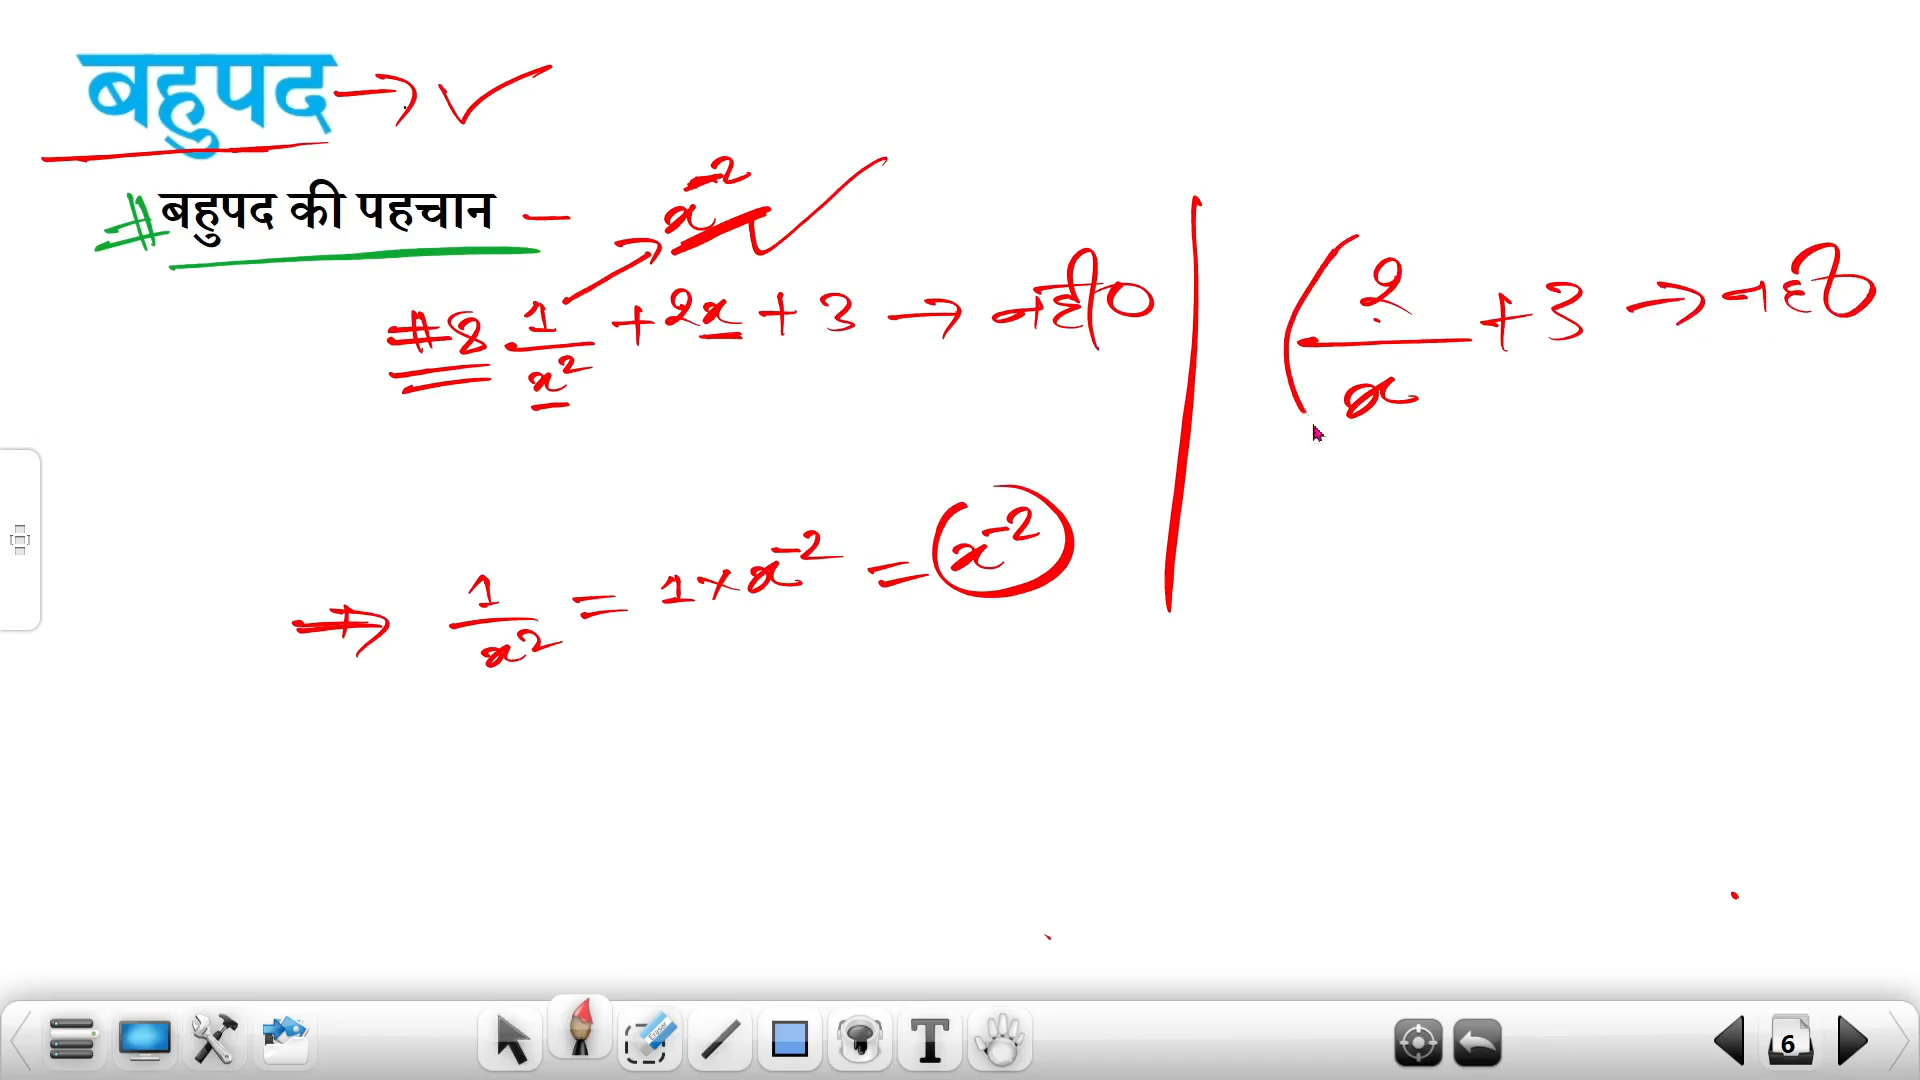 बहुपद → ✓
# बहुपद की पहचान –
x⁻² ✓
#8 1/x² + 2x + 3 → नहीं
2/x + 3 → नहीं
⇒ 1/x² = 1 × x⁻² = x⁻²
6